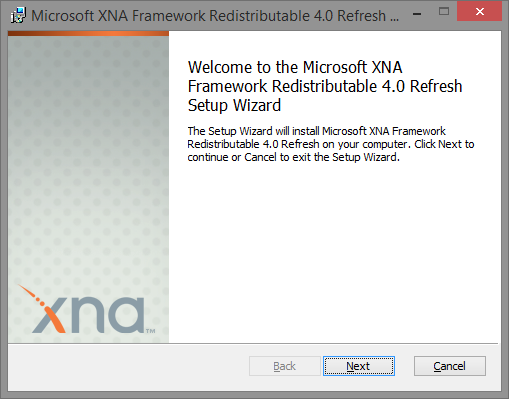 Microsoft XNA Framework Redistributable 4.0 Refresh ...
Welcome to the Microsoft XNA
Framework Redistributable 4.0 Refresh
Setup Wizard
The Setup Wizard will install Microsoft XNA Framework
Redistributable 4.0 Refresh on your computer. Click Next to
continue or Cancel to exit the Setup Wizard.
xna™
Back
Next
Cancel